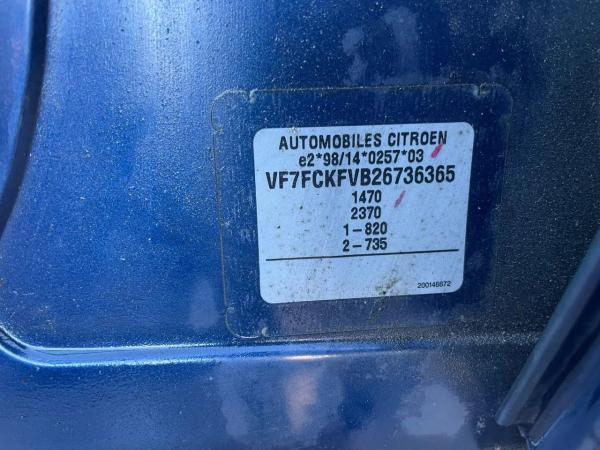 AUTOMOBILES CITROEN
e2*98/14*0257*03
VF7FCKFVB26736365
1470
2370
1-820
2-735
200146672